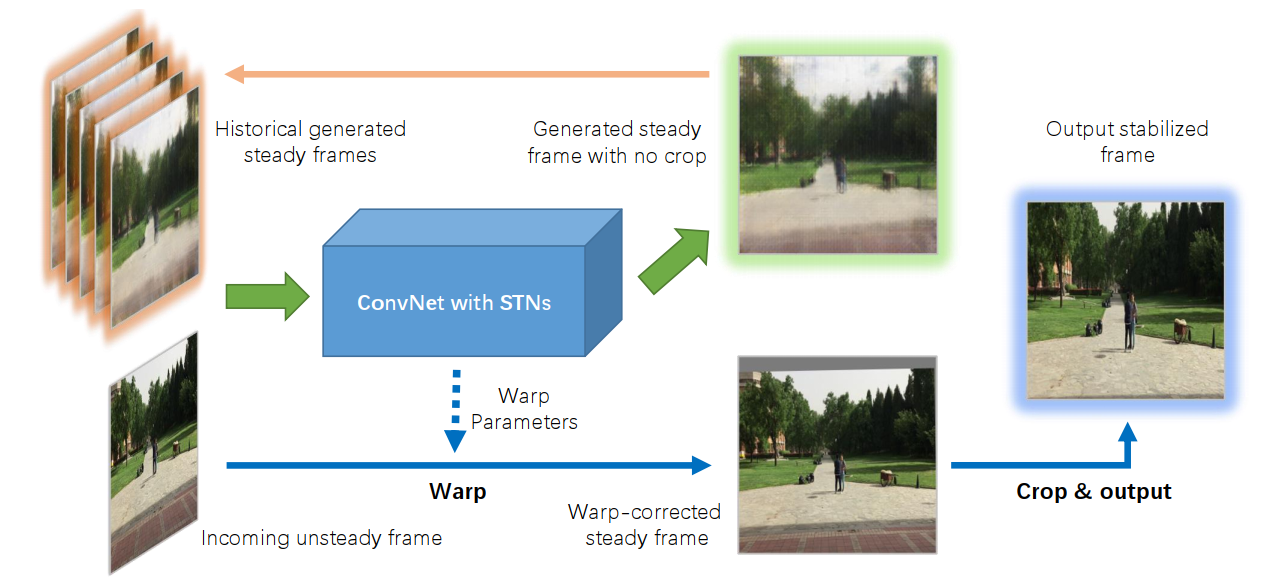 Historical generated
steady frames
Generated steady
frame with no crop
Output stabilized
frame
ConvNet with STNs
Warp
Parameters
Warp
Incoming unsteady frame
Warp-corrected
steady frame
Crop & output